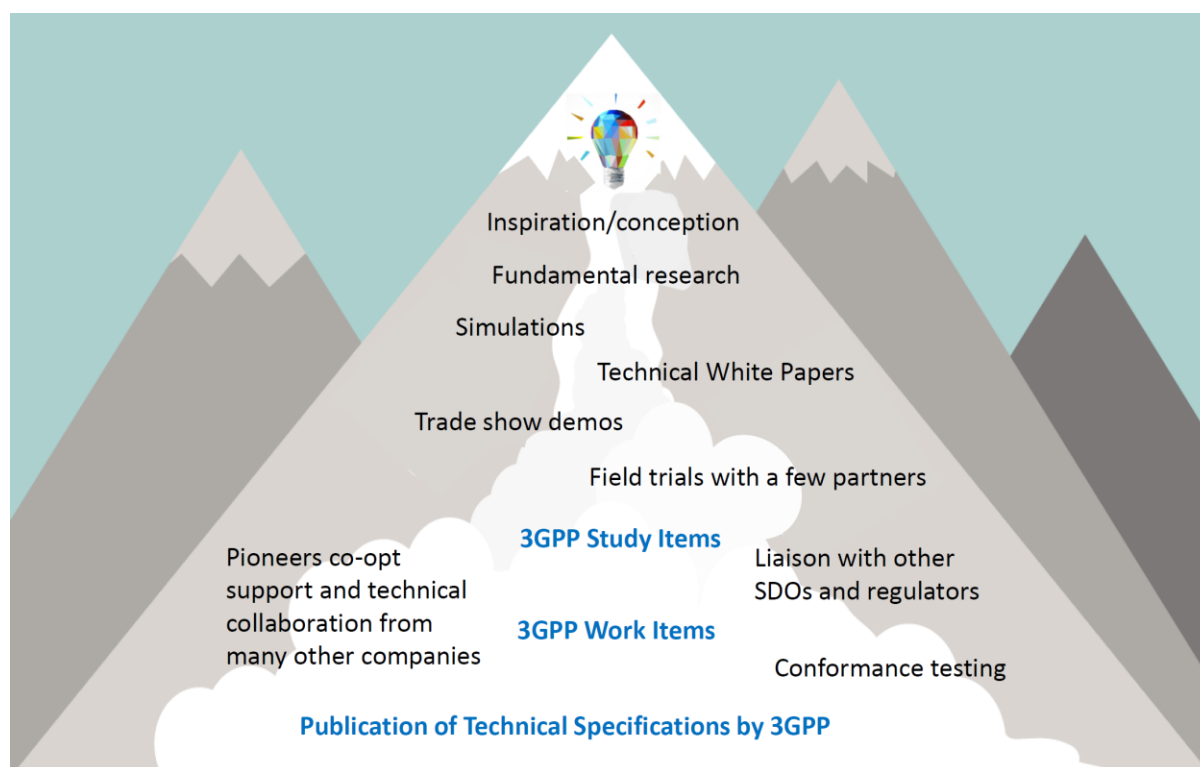 Inspiration/conception
Fundamental research
Simulations
Technical White Papers
Trade show demos
Field trials with a few partners
3GPP Study Items
Pioneers co-opt
support and technical
collaboration from
many other companies
Liaison with other
SDOs and regulators
3GPP Work Items
Conformance testing
Publication of Technical Specifications by 3GPP